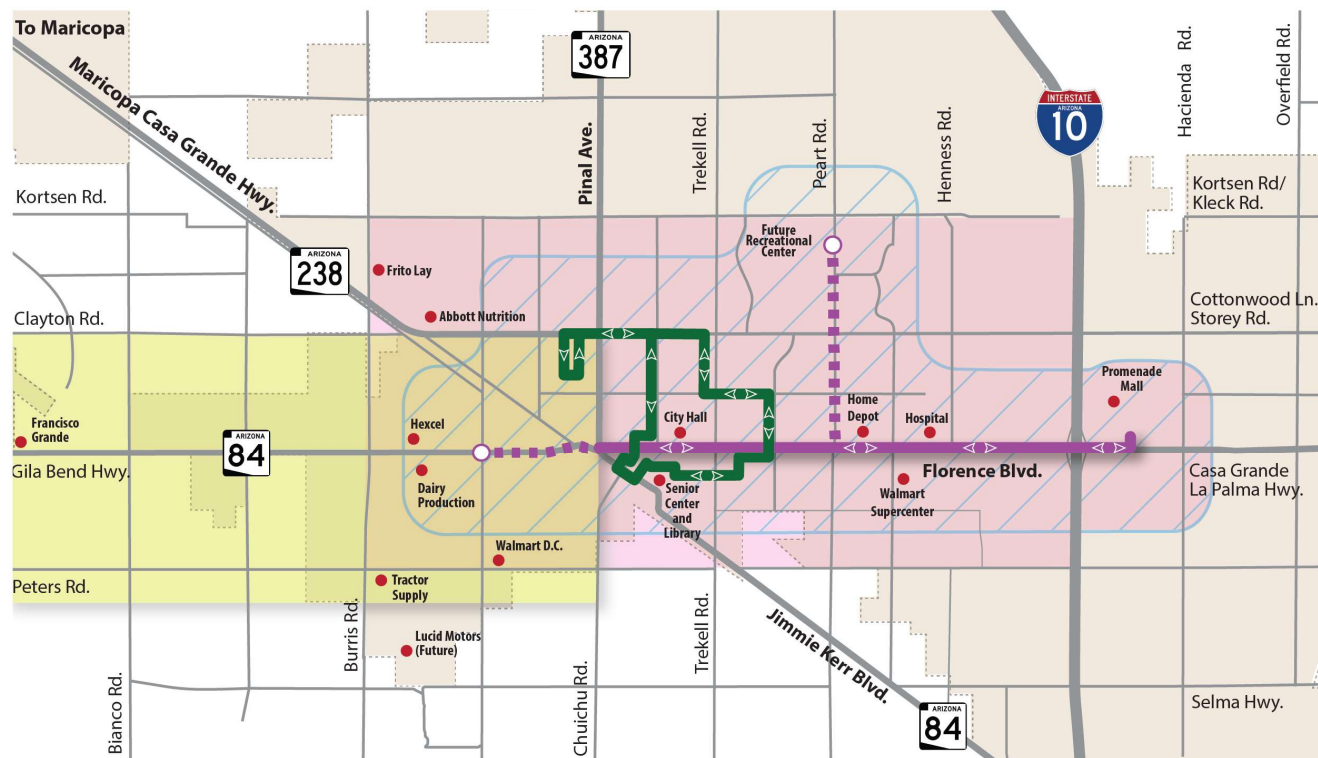 To Maricopa
ARIZONA
387
INTERSTATE
ARIZONA
10
Hacienda Rd.
Overfield Rd.
Maricopa Casa Grande Hwy.
Pinal Ave.
Trekell Rd.
Peart Rd.
Henness Rd.
Kortsen Rd.
Kortsen Rd/
Kleck Rd.
Future
Recreational
Center
ARIZONA
238
Frito Lay
Abbott Nutrition
Clayton Rd.
Cottonwood Ln.
Storey Rd.
Promenade
Mall
Francisco
Grande
ARIZONA
84
Hexcel
City Hall
Home
Depot
Hospital
Gila Bend Hwy.
Florence Blvd.
Casa Grande
La Palma Hwy.
Dairy
Production
Senior
Center
and
Library
Walmart
Supercenter
Walmart D.C.
Peters Rd.
Tractor
Supply
Burris Rd.
Trekell Rd.
Jimmie Kerr Blvd.
Lucid Motors
(Future)
Bianco Rd.
Chuichu Rd.
ARIZONA
84
Selma Hwy.